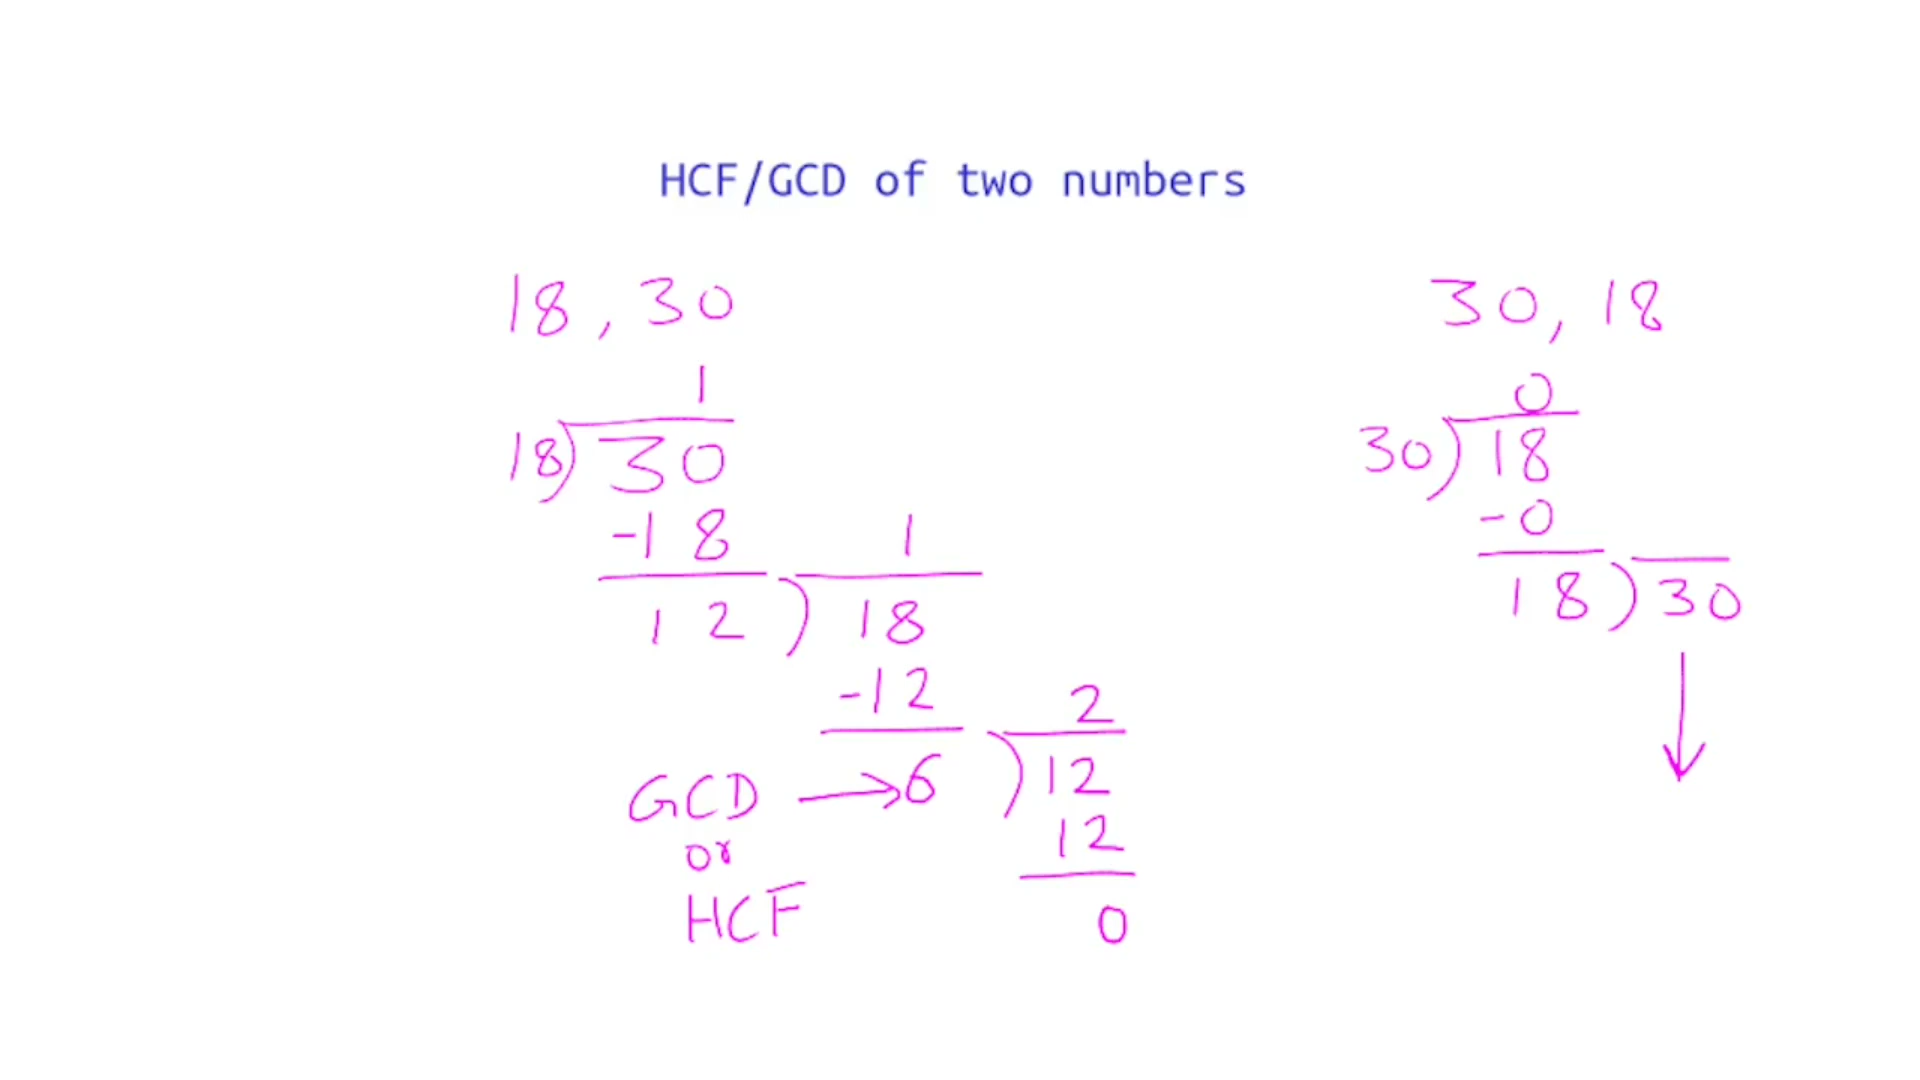 HCF/GCD of two numbers
18, 30
1
18) 30
-18 1
12 ) 18
-12 2
GCD → 6 ) 12
or 12
HCF 0
30, 18
0
30) 18
-0
18) 30